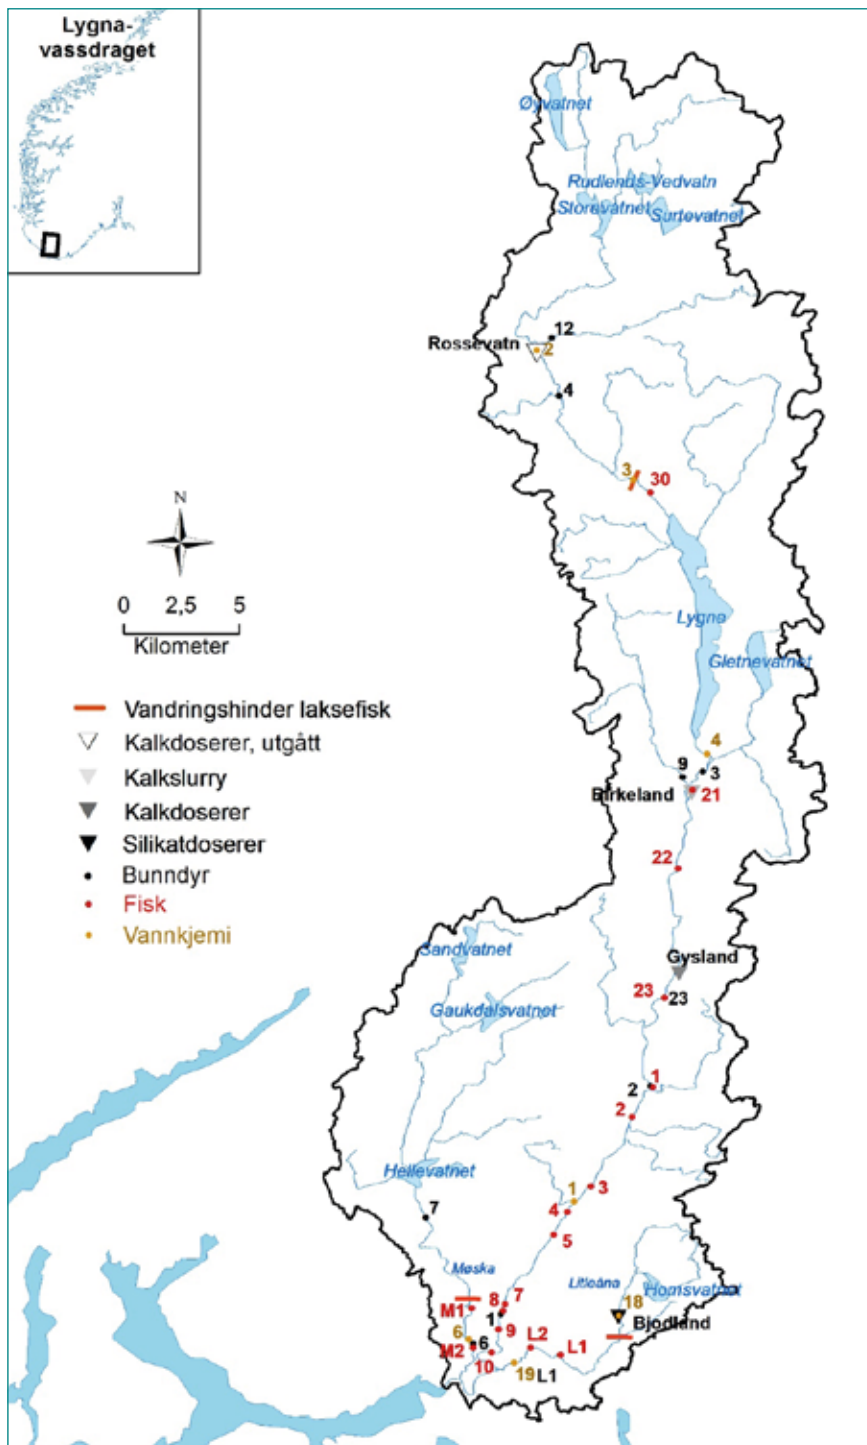 Lygna-
vassdraget
Øyvatnet
Rudlends-Vedvatn
Storevatnet
Surtevatnet
12
Rossevatn
2
4
3
30
N
0 2,5 5
Kilometer
Lygne
Gletnevatnet
Vandringshinder laksefisk
Kalkdoserer, utgått
Kalkslurry
Kalkdoserer
Silikatdoserer
Bunndyr
Fisk
Vannkjemi
4
9
3
Birkeland
21
22
Sandvatnet
Gysland
Gaukdalsvatnet
23
23
1
2
2
Hellevatnet
1
3
4
7
5
Møska
Litleåna
Homsvatnet
M1
8
7
18
1
Bjodland
6
6
9
L2
M2
L1
10
19
L1